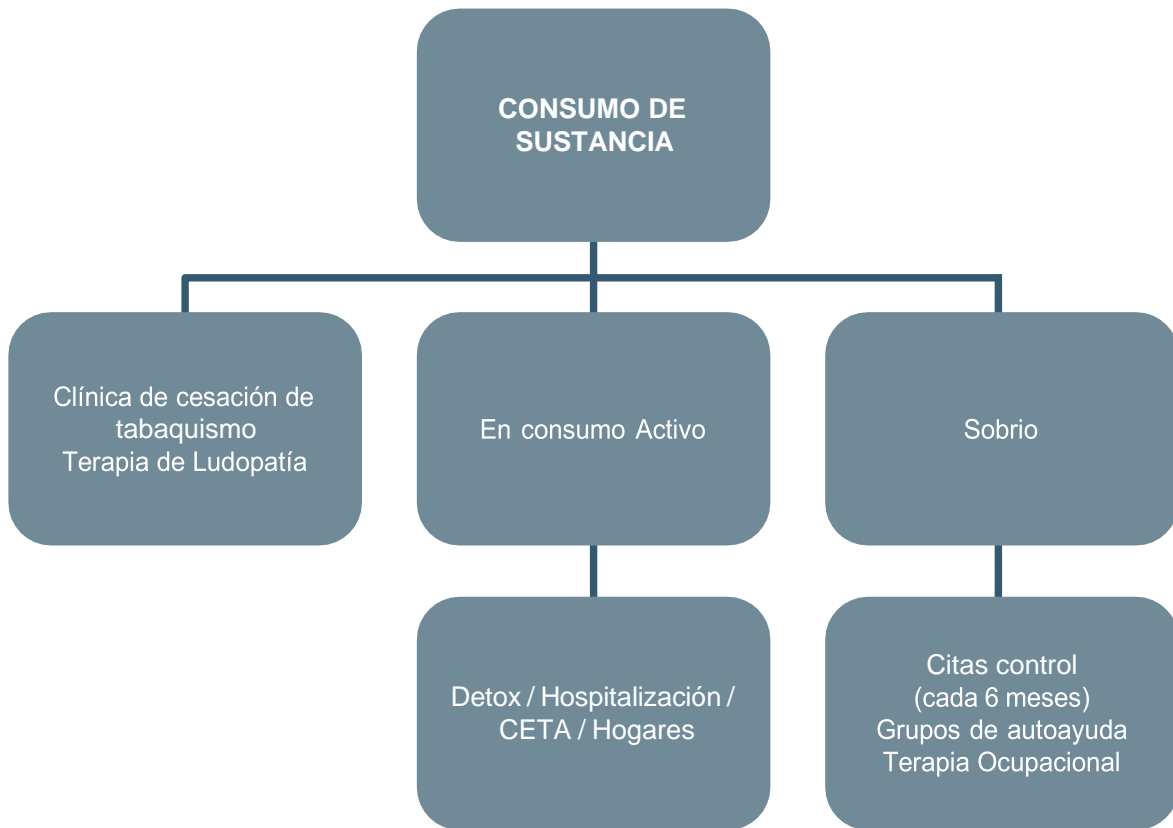 CONSUMO DE
SUSTANCIA
Clínica de cesación de
tabaquismo
Terapia de Ludopatía
En consumo Activo
Sobrio
Detox / Hospitalización /
CETA / Hogares
Citas control
(cada 6 meses)
Grupos de autoayuda
Terapia Ocupacional